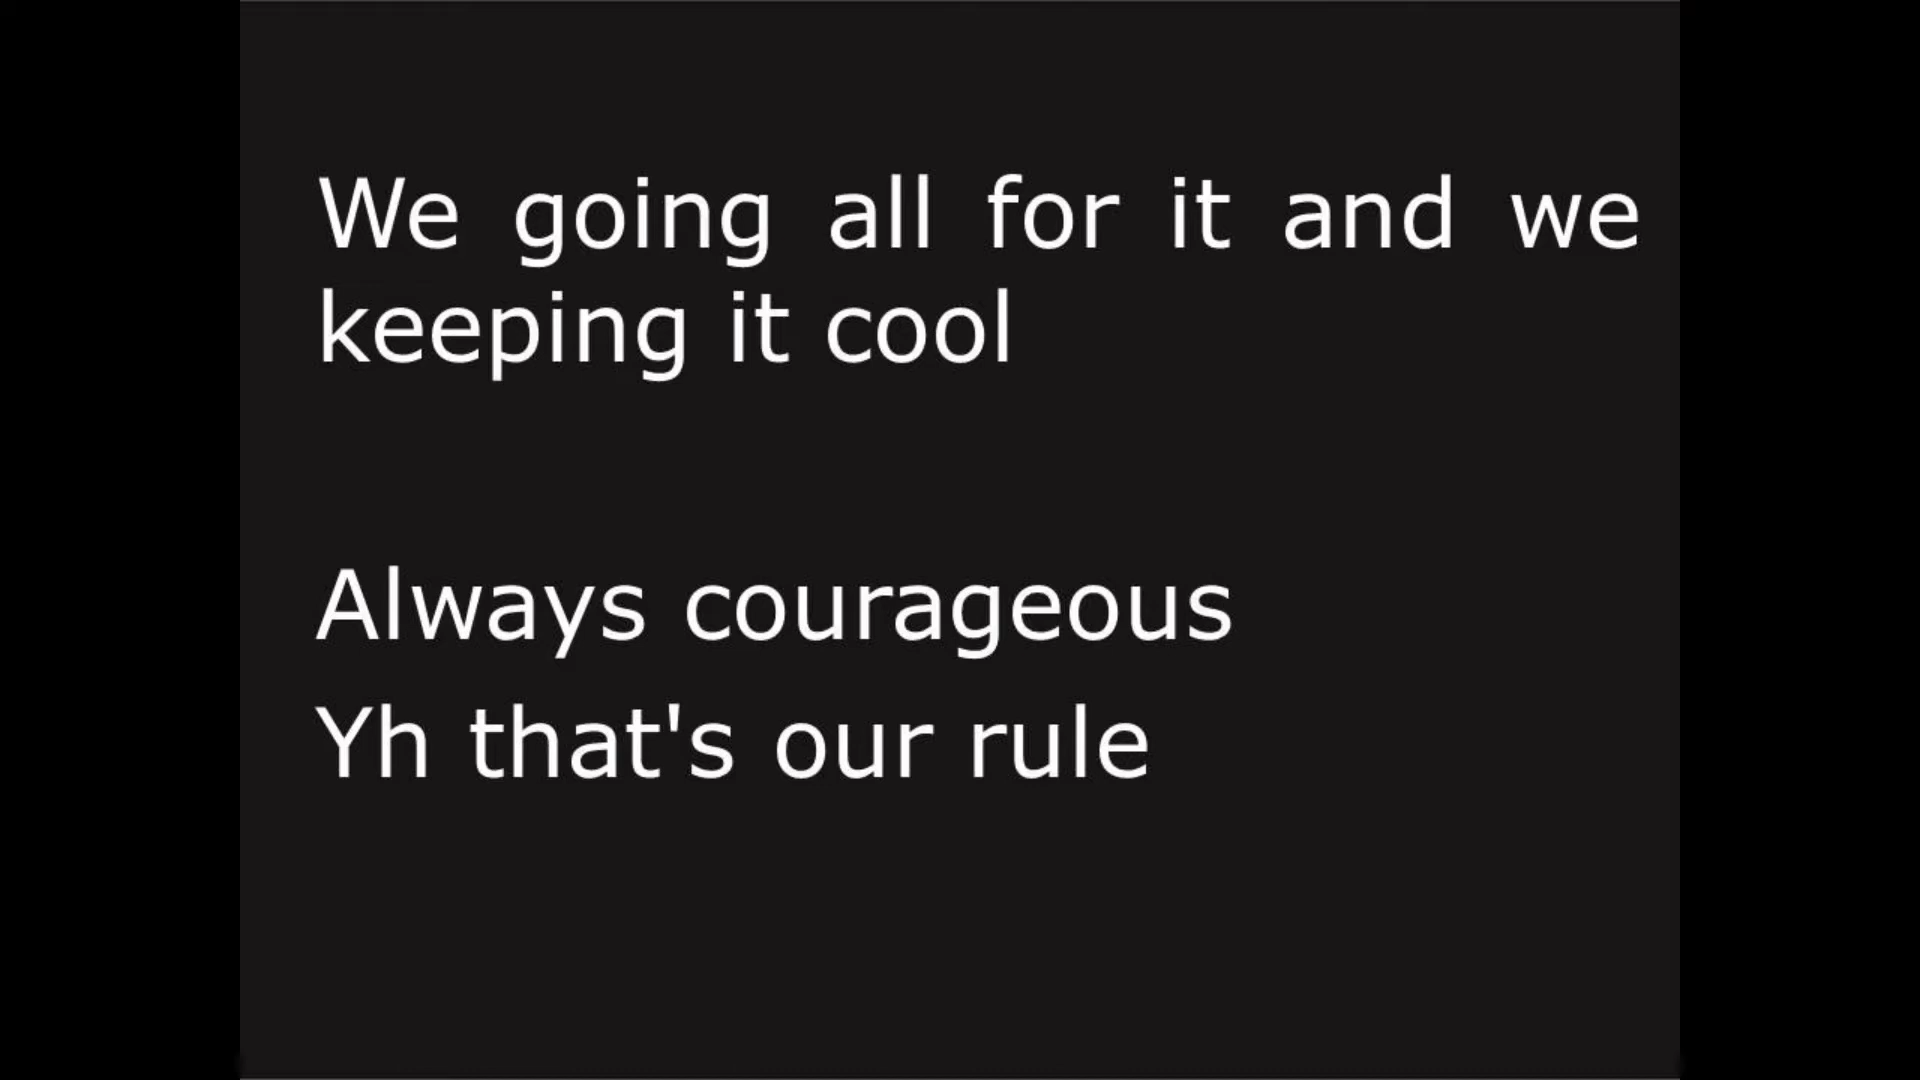 We going all for it and we
keeping it cool
Always courageous
Yh that's our rule